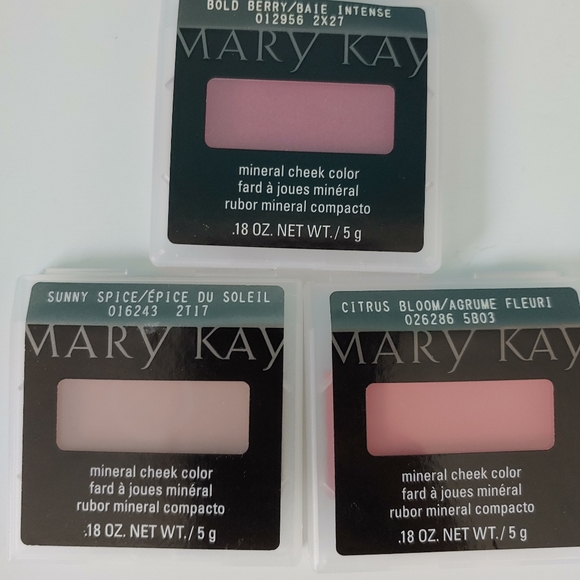 BOLD BERRY/BAIE INTENSE
012956 2X27
MARY KAY
mineral cheek color
fard à joues minéral
rubor mineral compacto
.18 OZ. NET WT. / 5 g
SUNNY SPICE/ÉPICE DU SOLEIL
016243 2T17
MARY KAY
mineral cheek color
fard à joues minéral
rubor mineral compacto
.18 OZ. NET WT. / 5 g
CITRUS BLOOM/AGRUME FLEURI
026286 5B03
MARY KAY
mineral cheek color
fard à joues minéral
rubor mineral compacto
.18 OZ. NET WT. / 5 g